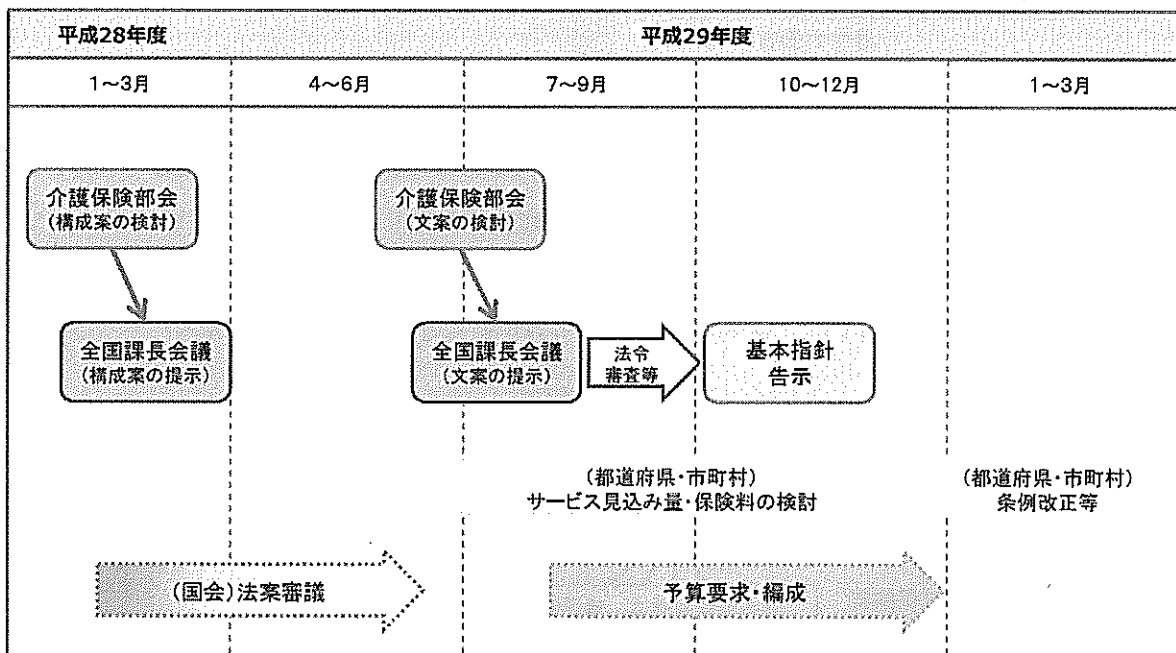 平成28年度
平成29年度
1～3月
4～6月
7～9月
10～12月
1～3月
介護保険部会
(構成案の検討)
介護保険部会
(文案の検討)
全国課長会議
(構成案の提示)
全国課長会議
(文案の提示)
法令
審査等
基本指針
告示
(都道府県・市町村)
サービス見込み量・保険料の検討
(都道府県・市町村)
条例改正等
(国会)法案審議
予算要求・編成